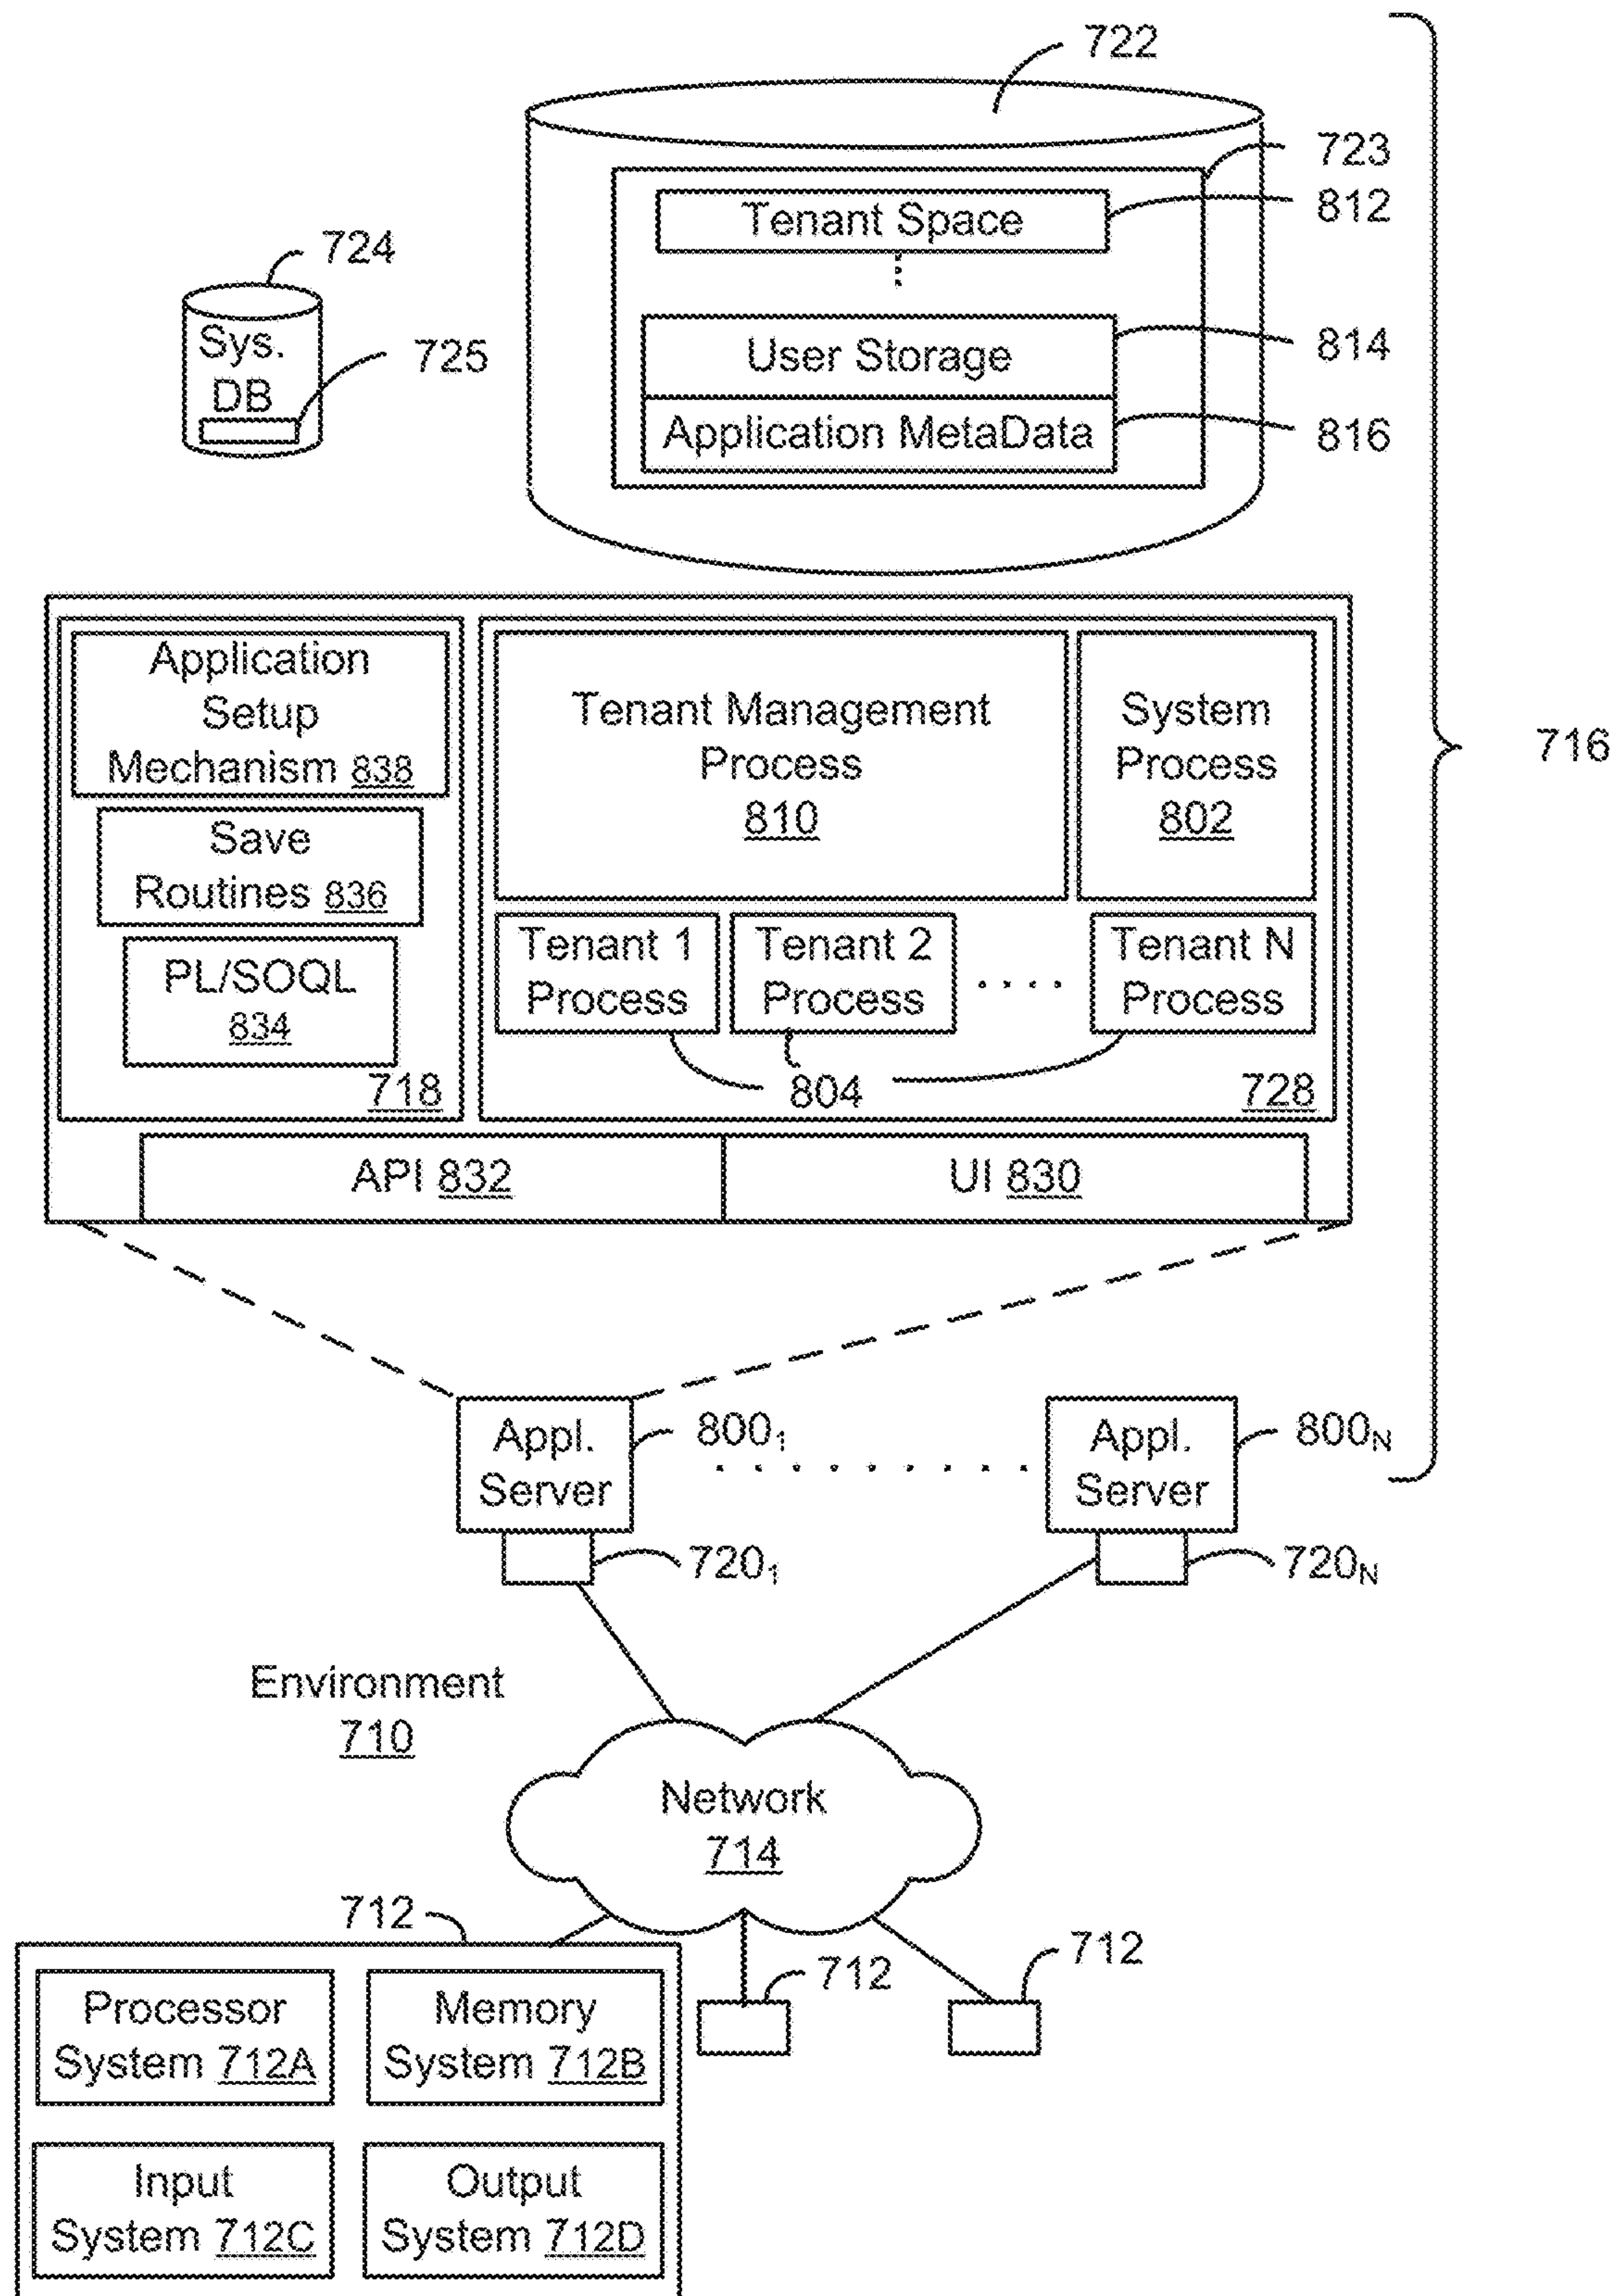 722
723
Tenant Space
812
724
Sys.
DB
725
User Storage
814
Application MetaData
816
716
Application
Setup
Mechanism 838
Save
Routines 836
PL/SOQL
834
718
Tenant Management
Process
810
System
Process
802
Tenant 1
Process
Tenant 2
Process
Tenant N
Process
804
728
API 832
UI 830
Appl.
Server
800₁
Appl.
Server
800N
720₁
720N
Environment
710
Network
714
712
712
712
Processor
System 712A
Memory
System 712B
Input
System 712C
Output
System 712D